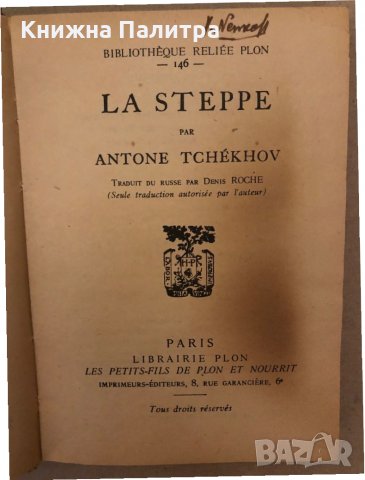 Книжна Палитра
BIBLIOTHÈQUE RELIÉE PLON
— 146 —
LA STEPPE
PAR
ANTONE TCHÉKHOV
TRADUIT DU RUSSE PAR DENIS ROCHE
(Seule traduction autorisée par l'auteur)
PARIS
LIBRAIRIE PLON
LES PETITS-FILS DE PLON ET NOURRIT
IMPRIMEURS-ÉDITEURS, 8, RUE GARANCIÈRE, 6e
Tous droits réservés
BAZAR